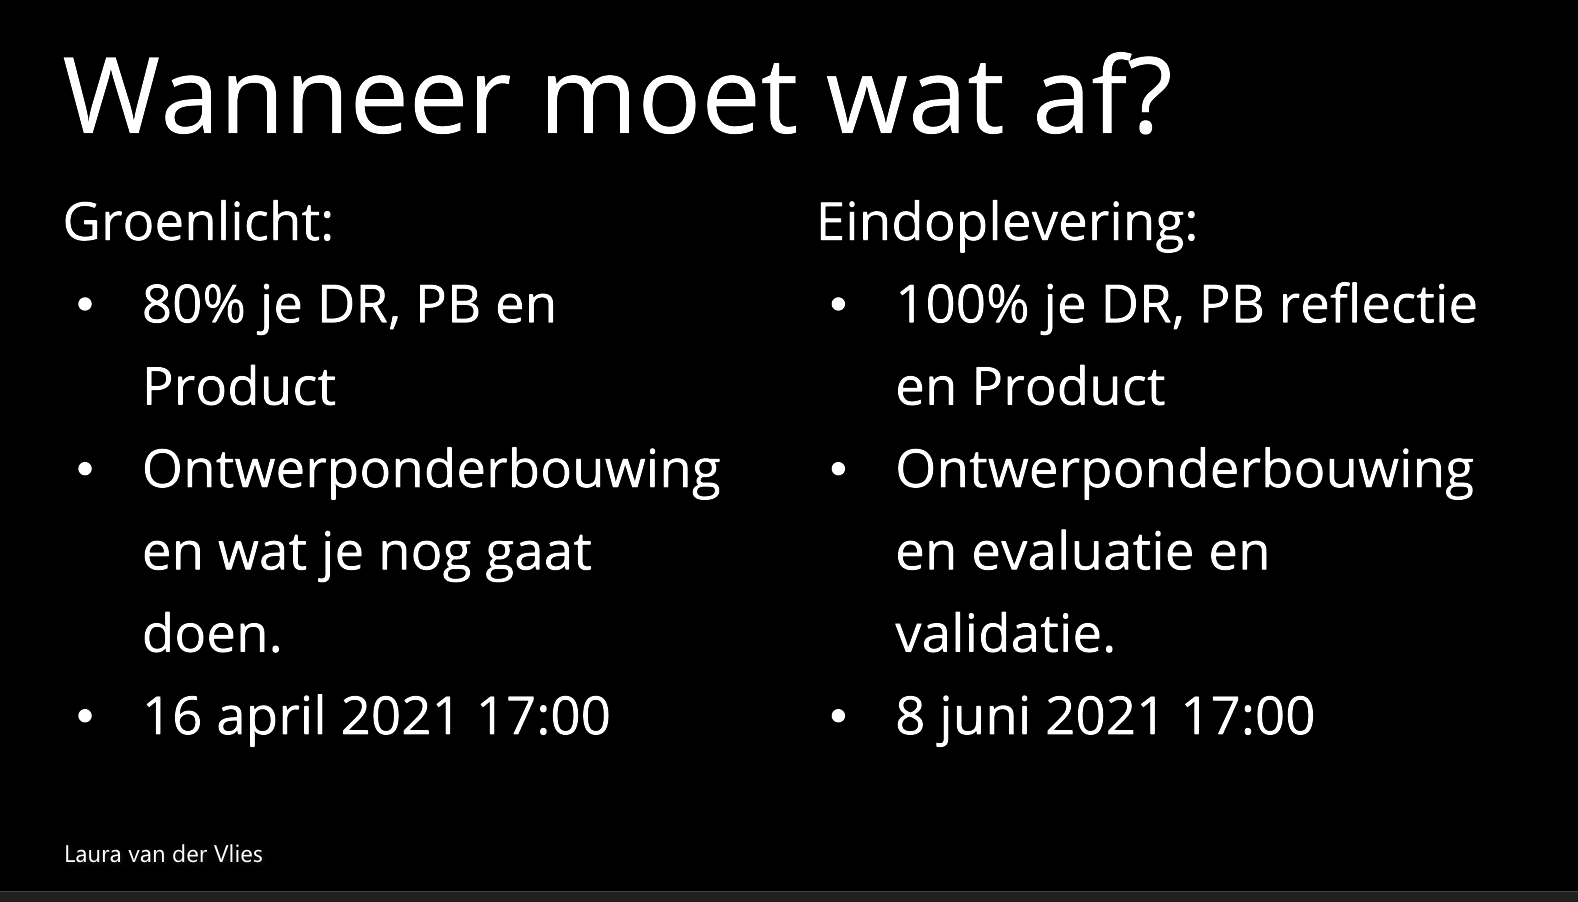 Wanneer moet wat af?
Groenlicht:
• 80% je DR, PB en
Product
• Ontwerponderbouwing
en wat je nog gaat
doen.
• 16 april 2021 17:00
Eindoplevering:
• 100% je DR, PB reflectie
en Product
• Ontwerponderbouwing
en evaluatie en
validatie.
• 8 juni 2021 17:00
Laura van der Vlies